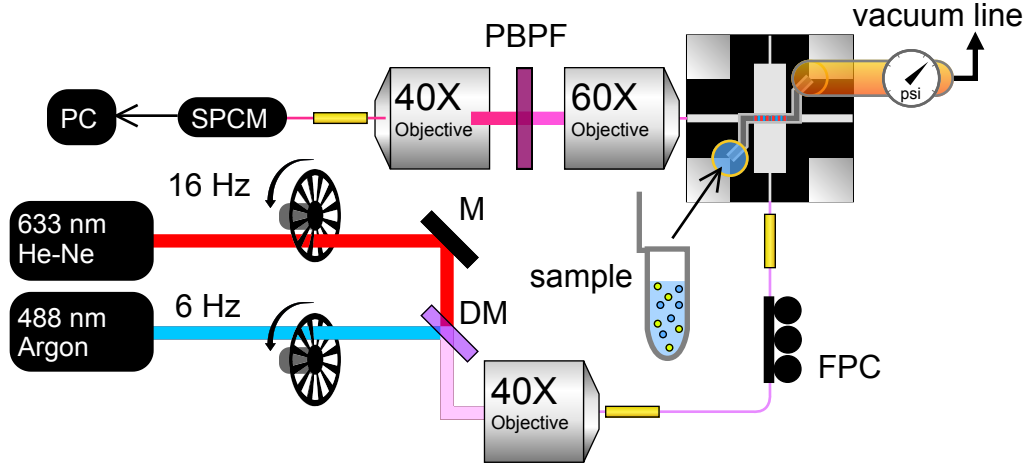 vacuum line
PBPF
40X
Objective
60X
Objective
psi
PC
SPCM
16 Hz
M
633 nm
He-Ne
sample
6 Hz
DM
488 nm
Argon
40X
Objective
FPC